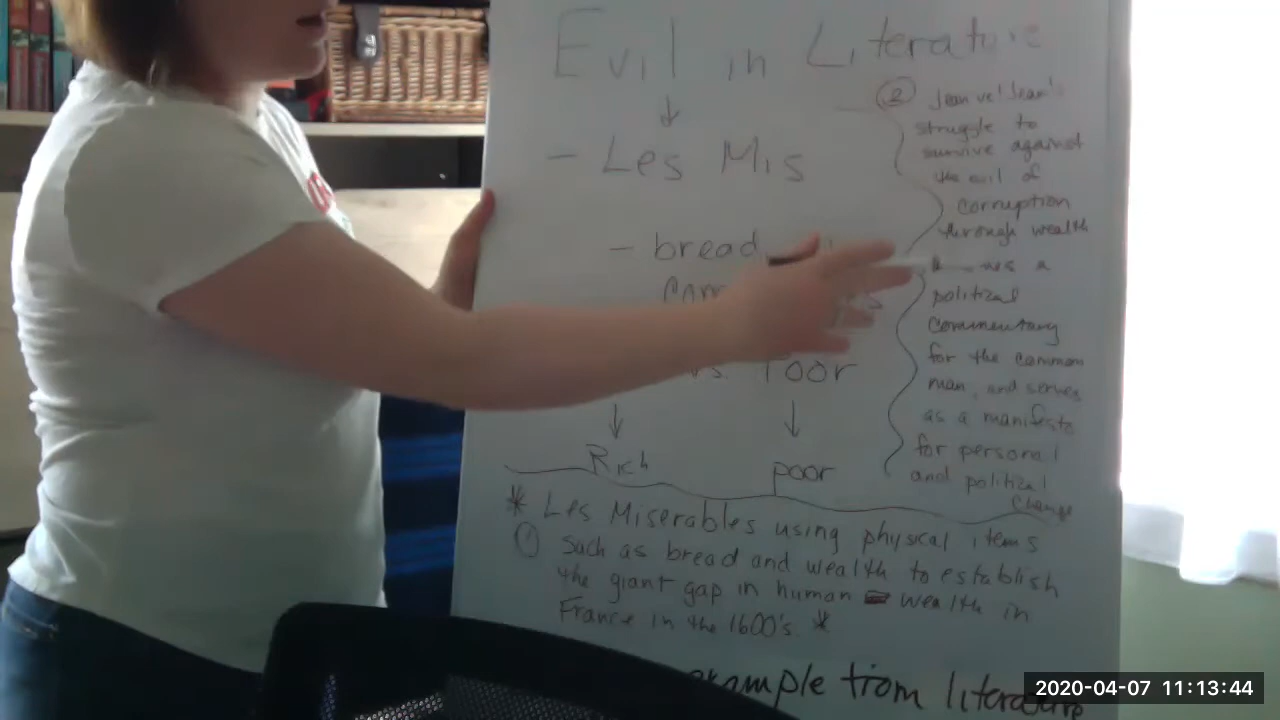 Evil in Literature
↓
- Les Mis
- bread
vs. Poor
↓ ↓
Rich poor
* Les Miserables using physical items
① Such as bread and wealth to establish
the giant gap in human wealth in
France in the 1600's *
② Jean val Jean's
struggle to
survive against
the evil of
corruption
through wealth
as a
political
commentary
for the common
man, and serves
as a manifesto
for personal
and political
change
example from literature
2020-04-07 11:13:44